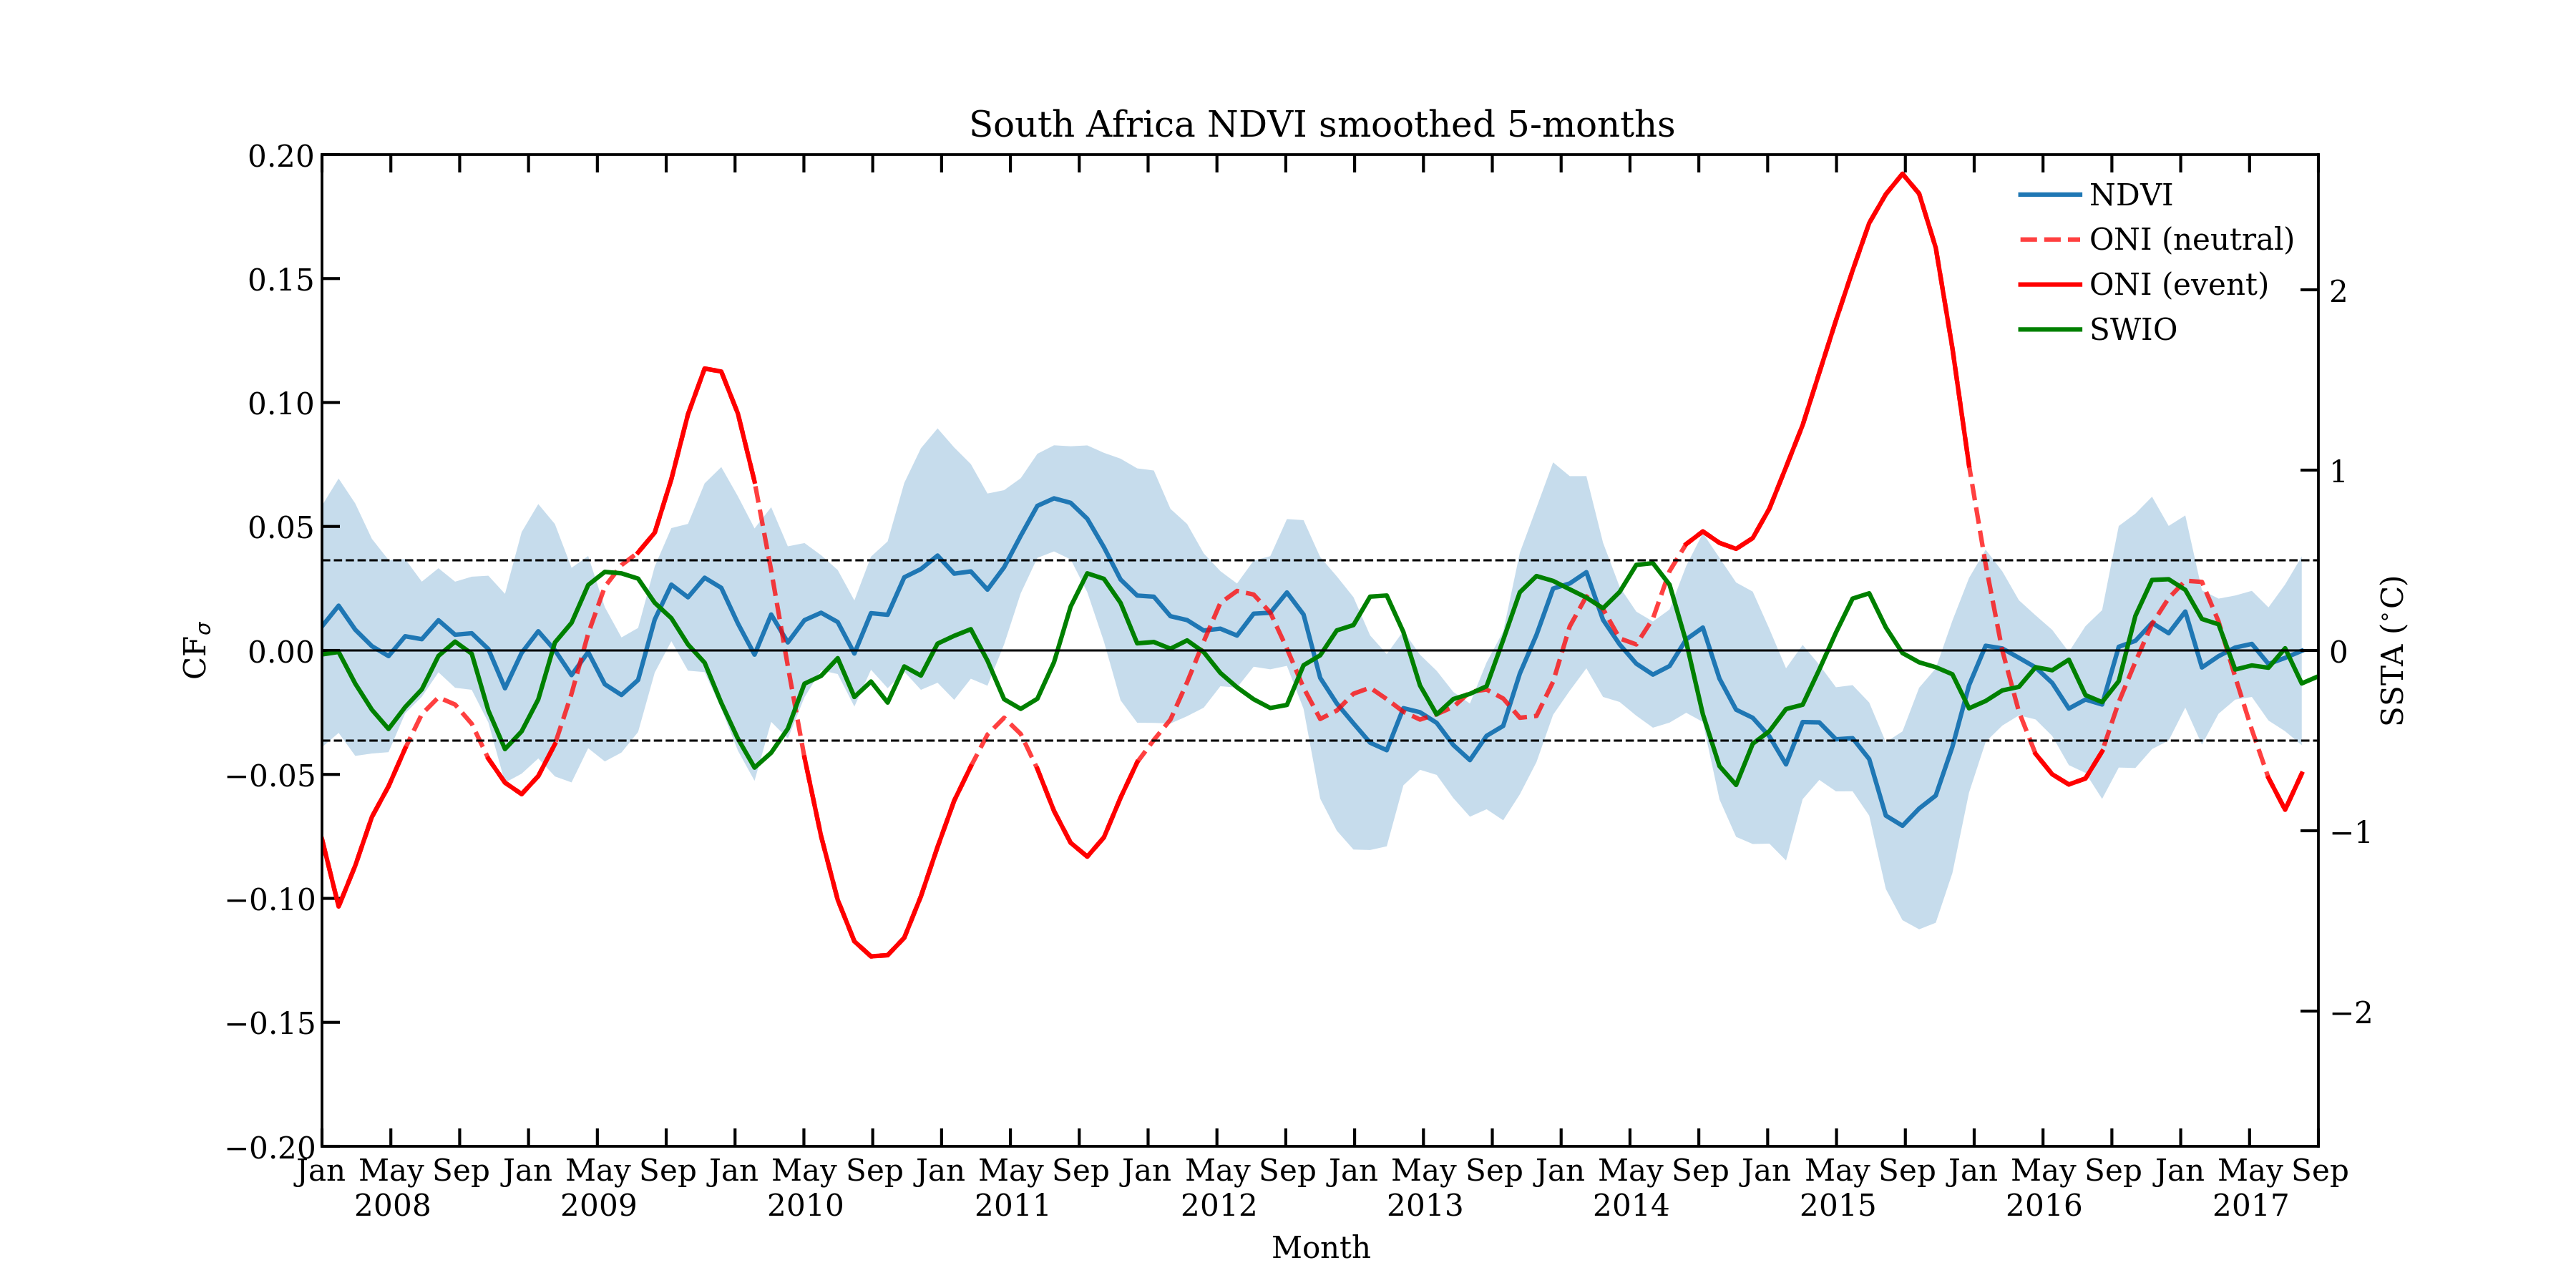 South Africa NDVI smoothed 5-months
0.20
0.15
0.10
0.05
0.00
−0.05
−0.10
−0.15
−0.20
CFσ
NDVI
ONI (neutral)
ONI (event)
SWIO
2
1
0
−1
−2
SSTA (°C)
Jan May Sep Jan May Sep Jan May Sep Jan May Sep Jan May Sep Jan May Sep Jan May Sep Jan May Sep Jan May Sep Jan May Sep
2008 2009 2010 2011 2012 2013 2014 2015 2016 2017
Month